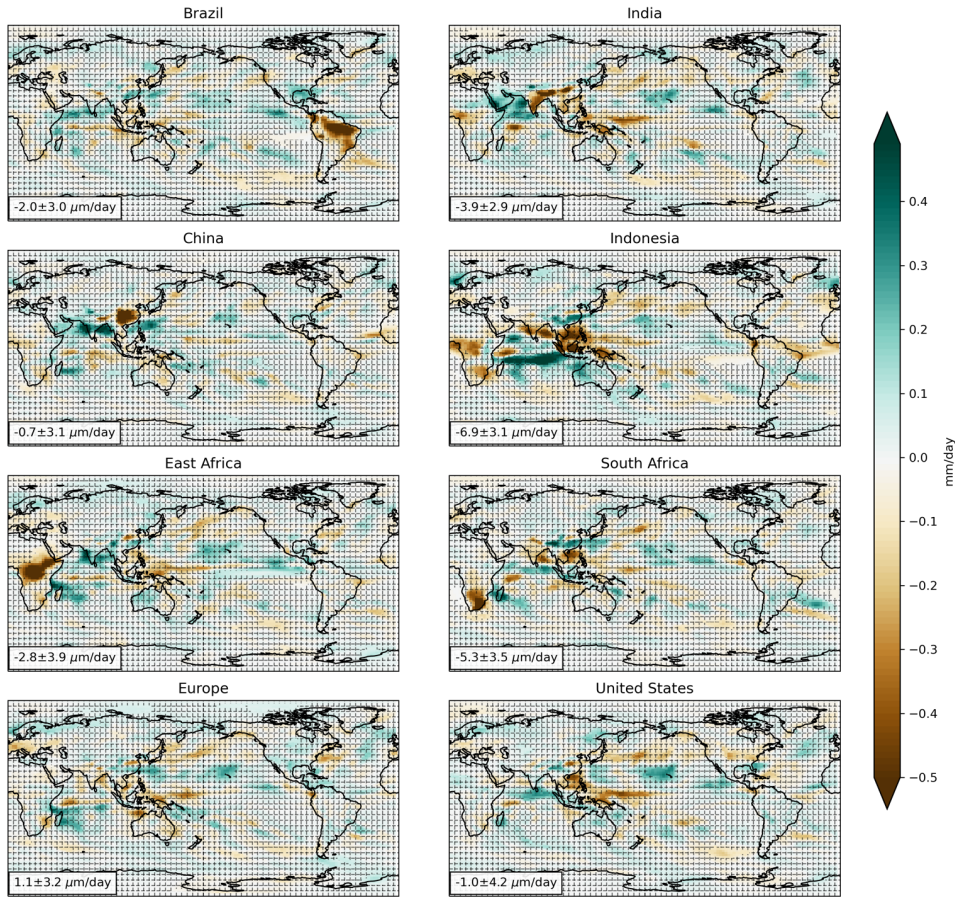 Brazil
India
-2.0±3.0 μm/day
-3.9±2.9 μm/day
China
Indonesia
-0.7±3.1 μm/day
-6.9±3.1 μm/day
East Africa
South Africa
-2.8±3.9 μm/day
-5.3±3.5 μm/day
Europe
United States
1.1±3.2 μm/day
-1.0±4.2 μm/day
0.4
0.3
0.2
0.1
0.0
−0.1
−0.2
−0.3
−0.4
−0.5
mm/day